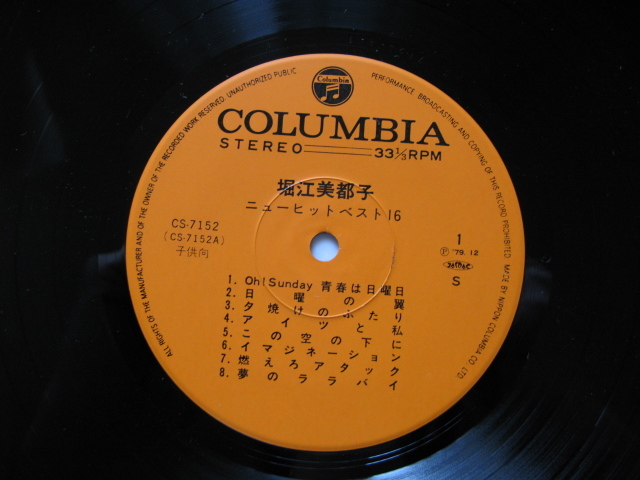 ALL RIGHTS OF THE MANUFACTURER AND OF THE OWNER OF THE RECORDED WORK RESERVED. UNAUTHORIZED PUBLIC PERFORMANCE, BROADCASTING AND COPYING OF THIS RECORD PROHIBITED. MADE BY NIPPON COLUMBIA CO. LTD.
Columbia
COLUMBIA
STEREO 33⅓RPM
堀江美都子
ニューヒットベスト16
CS-7152
(CS-7152A)
子供向
1
Ⓟ '79.12
S
1. Oh! Sunday 青春は日曜日
2. 日曜の翼
3. 夕焼けのふたり
4. アイツと私
5. この空の下に
6. イマジネーション
7. 燃えろアタック
8. 夢のララバイ